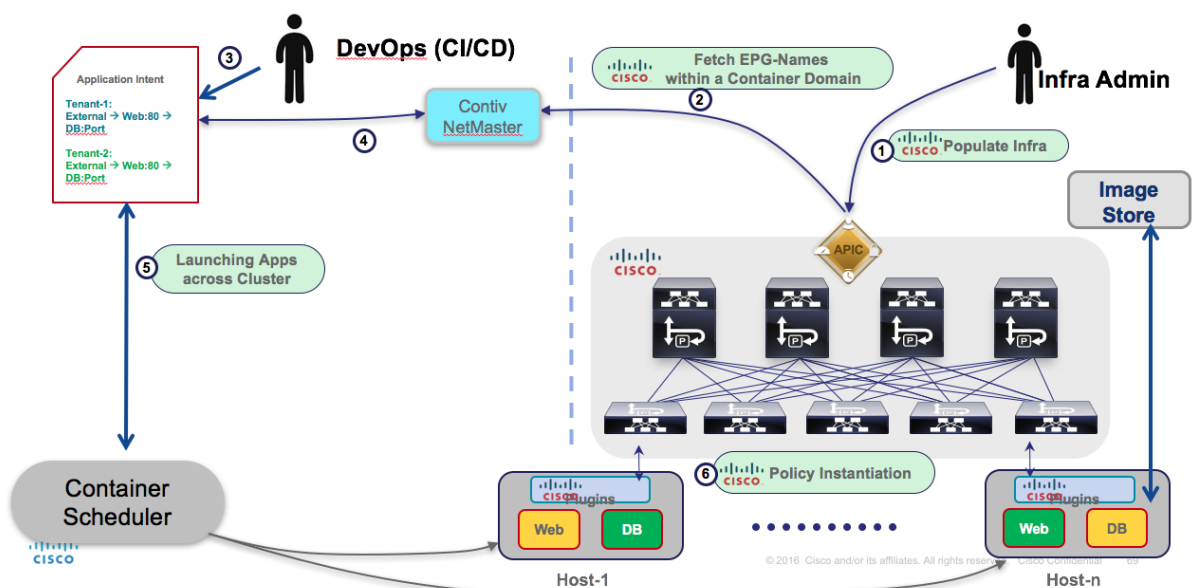 3
DevOps (CI/CD)
Application Intent
Tenant-1:
External → Web:80 →
DB:Port
Tenant-2:
External → Web:80 →
DB:Port
4
Contiv
NetMaster
CISCO.
Fetch EPG-Names
within a Container Domain
2
Infra Admin
1
CISCO.
Populate Infra
Image
Store
5
Launching Apps
across Cluster
CISCO.
APIC
P
P
P
P
6
CISCO.
Policy Instantiation
Container
Scheduler
CISCO
CISCO
Plugins
Web
DB
CISCO
Plugins
Web
DB
© 2016 Cisco and/or its affiliates. All rights reserved. Cisco Confidential
69
Host-1
Host-n